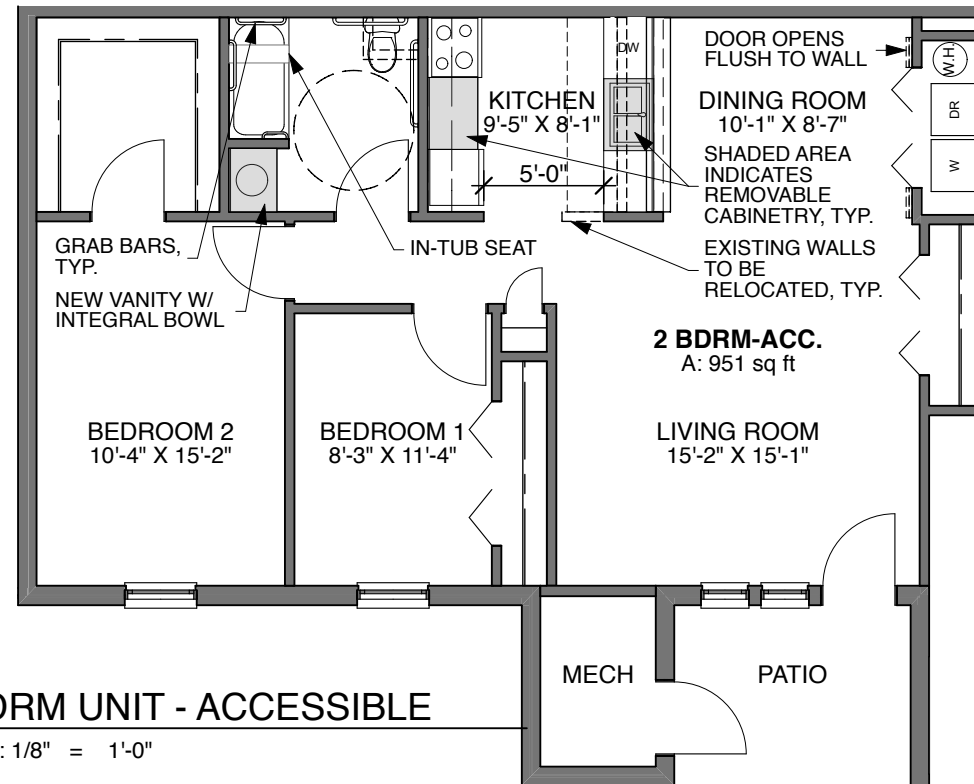 DOOR OPENS
FLUSH TO WALL
W.H.
DW
KITCHEN
9'-5" X 8'-1"
DINING ROOM
10'-1" X 8'-7"
DR
SHADED AREA
INDICATES
REMOVABLE
CABINETRY, TYP.
W
5'-0"
GRAB BARS,
TYP.
IN-TUB SEAT
EXISTING WALLS
TO BE
RELOCATED, TYP.
NEW VANITY W/
INTEGRAL BOWL
2 BDRM-ACC.
A: 951 sq ft
BEDROOM 2
10'-4" X 15'-2"
BEDROOM 1
8'-3" X 11'-4"
LIVING ROOM
15'-2" X 15'-1"
MECH
PATIO
DRM UNIT - ACCESSIBLE
: 1/8" = 1'-0"